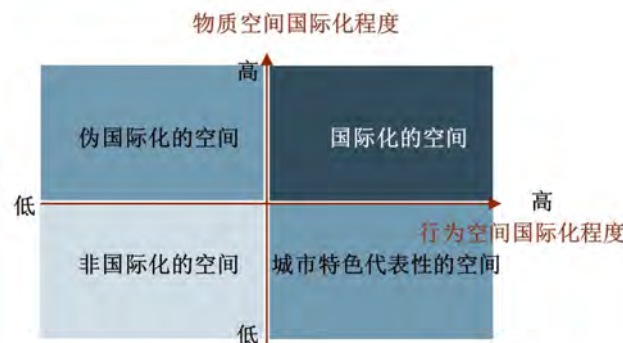 物质空间国际化程度
高
伪国际化的空间
国际化的空间
低
高
行为空间国际化程度
非国际化的空间
城市特色代表性的空间
低